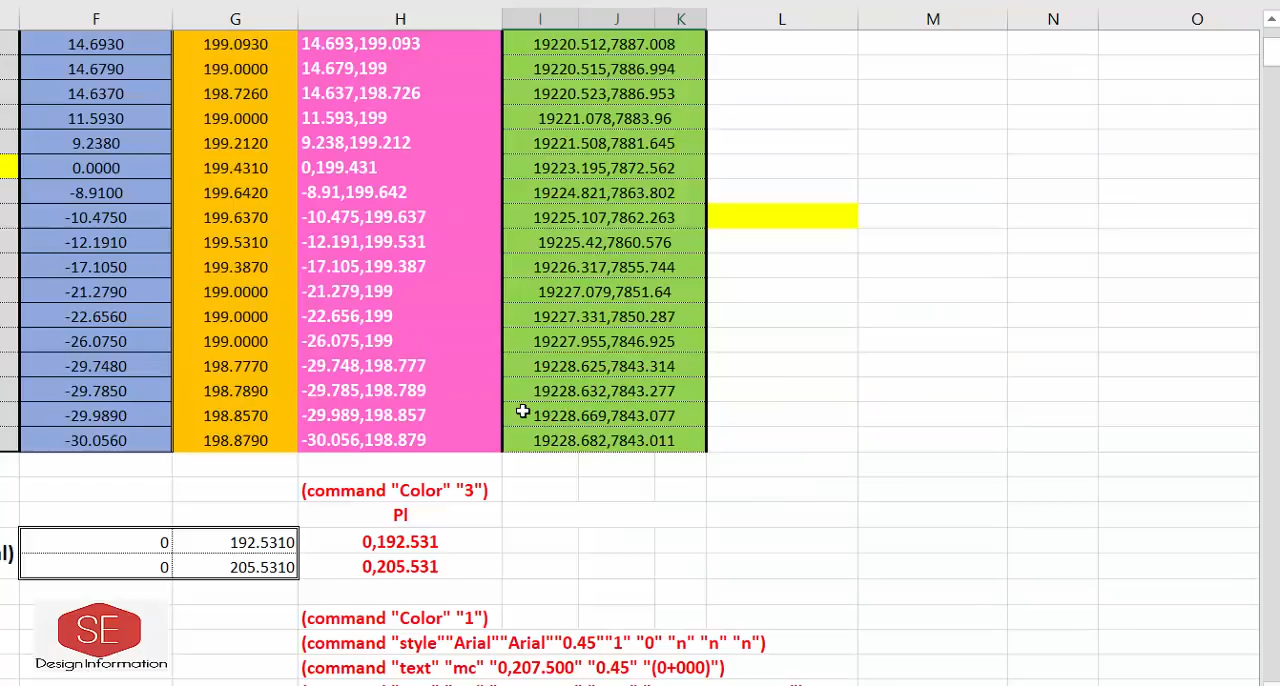 F G H I J K L M N O
14.6930 199.0930 14.693,199.093 19220.512,7887.008
14.6790 199.0000 14.679,199 19220.515,7886.994
14.6370 198.7260 14.637,198.726 19220.523,7886.953
11.5930 199.0000 11.593,199 19221.078,7883.96
9.2380 199.2120 9.238,199.212 19221.508,7881.645
0.0000 199.4310 0,199.431 19223.195,7872.562
-8.9100 199.6420 -8.91,199.642 19224.821,7863.802
-10.4750 199.6370 -10.475,199.637 19225.107,7862.263
-12.1910 199.5310 -12.191,199.531 19225.42,7860.576
-17.1050 199.3870 -17.105,199.387 19226.317,7855.744
-21.2790 199.0000 -21.279,199 19227.079,7851.64
-22.6560 199.0000 -22.656,199 19227.331,7850.287
-26.0750 199.0000 -26.075,199 19227.955,7846.925
-29.7480 198.7770 -29.748,198.777 19228.625,7843.314
-29.7850 198.7890 -29.785,198.789 19228.632,7843.277
-29.9890 198.8570 -29.989,198.857 19228.669,7843.077
-30.0560 198.8790 -30.056,198.879 19228.682,7843.011
(command "Color" "3")
Pl
0 192.5310 0,192.531
0 205.5310 0,205.531
(command "Color" "1")
(command "style""Arial""Arial""0.45""1" "0" "n" "n" "n")
(command "text" "mc" "0,207.500" "0.45" "(0+000)")
SE
Design Information